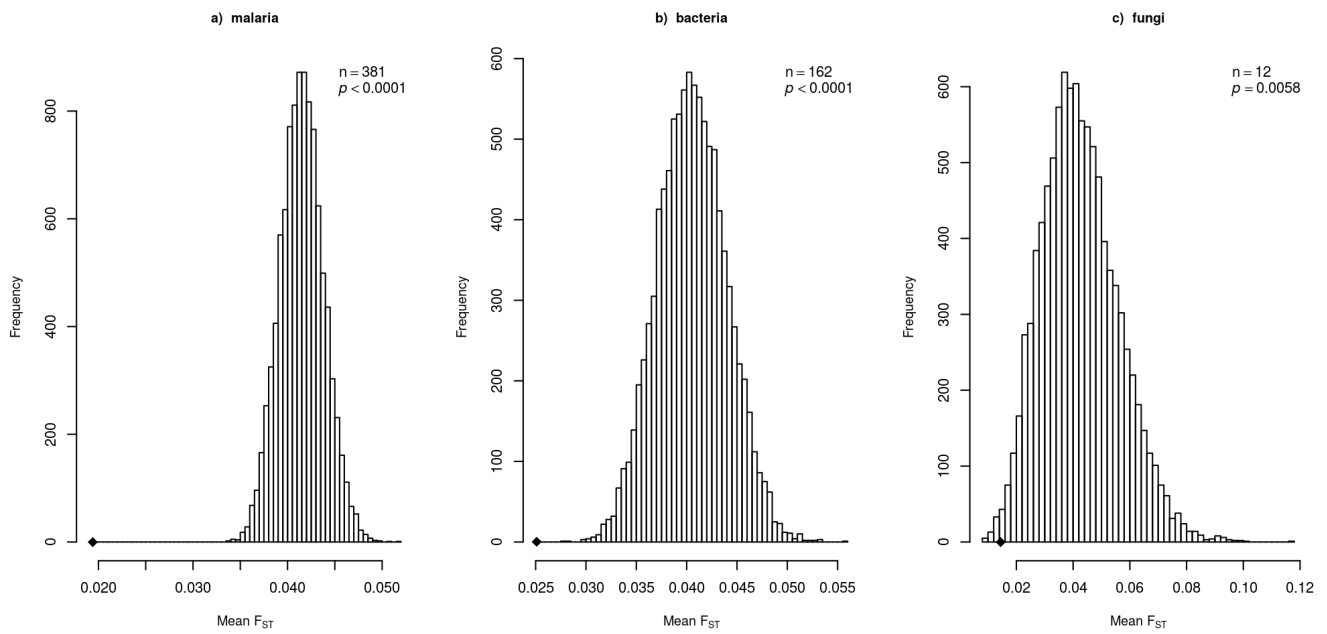 a) malaria
n = 381
p < 0.0001
Frequency
0
200
400
600
800
0.020
0.030
0.040
0.050
Mean FST
b) bacteria
n = 162
p < 0.0001
Frequency
0
100
200
300
400
500
600
0.025
0.030
0.035
0.040
0.045
0.050
0.055
Mean FST
c) fungi
n = 12
p = 0.0058
Frequency
0
100
200
300
400
500
600
0.02
0.04
0.06
0.08
0.10
0.12
Mean FST